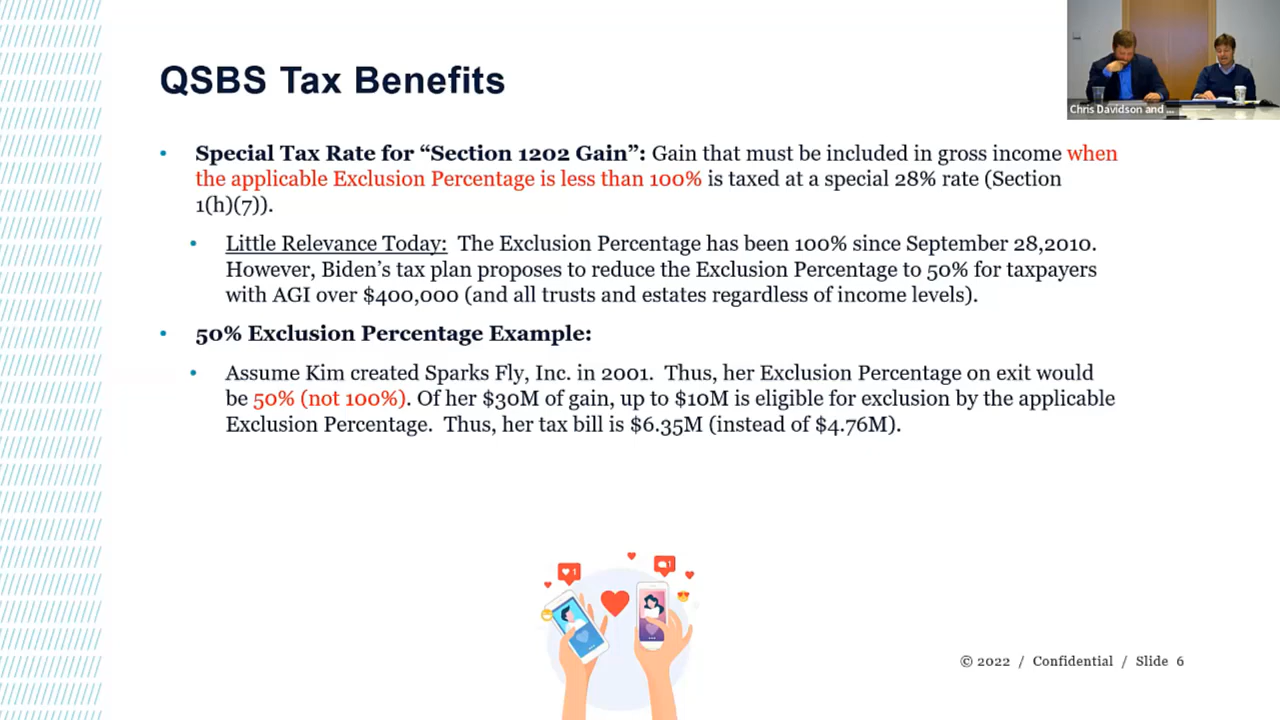 QSBS Tax Benefits
Chris Davidson and ...
• Special Tax Rate for “Section 1202 Gain”: Gain that must be included in gross income when
the applicable Exclusion Percentage is less than 100% is taxed at a special 28% rate (Section
1(h)(7)).
• Little Relevance Today: The Exclusion Percentage has been 100% since September 28,2010.
However, Biden’s tax plan proposes to reduce the Exclusion Percentage to 50% for taxpayers
with AGI over $400,000 (and all trusts and estates regardless of income levels).
• 50% Exclusion Percentage Example:
• Assume Kim created Sparks Fly, Inc. in 2001. Thus, her Exclusion Percentage on exit would
be 50% (not 100%). Of her $30M of gain, up to $10M is eligible for exclusion by the applicable
Exclusion Percentage. Thus, her tax bill is $6.35M (instead of $4.76M).
1
1
© 2022 / Confidential / Slide 6